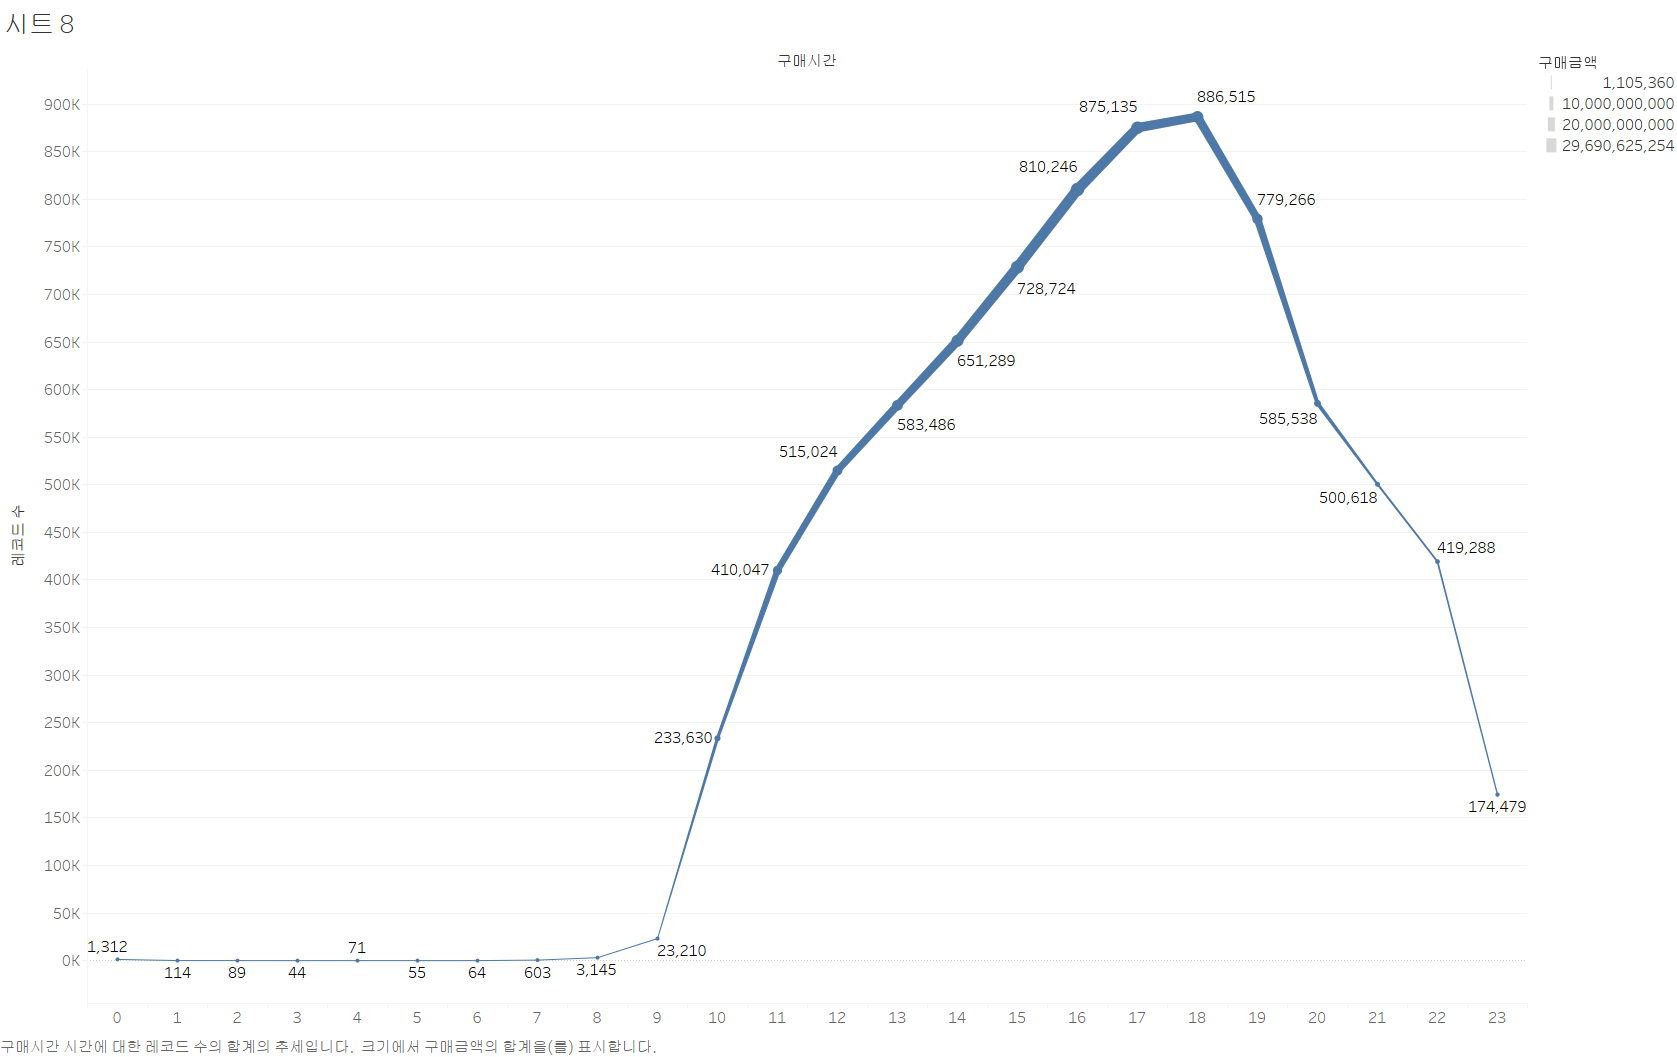 시트 8
구매시간
구매금액
1,105,360
10,000,000,000
20,000,000,000
29,690,625,254
레코드 수
900K
850K
800K
750K
700K
650K
600K
550K
500K
450K
400K
350K
300K
250K
200K
150K
100K
50K
0K
1,312
114
89
44
71
55
64
603
3,145
23,210
233,630
410,047
515,024
583,486
651,289
728,724
810,246
875,135
886,515
779,266
585,538
500,618
419,288
174,479
0 1 2 3 4 5 6 7 8 9 10 11 12 13 14 15 16 17 18 19 20 21 22 23
구매시간 시간에 대한 레코드 수의 합계의 추세입니다. 크기에서 구매금액의 합계을(를) 표시합니다.